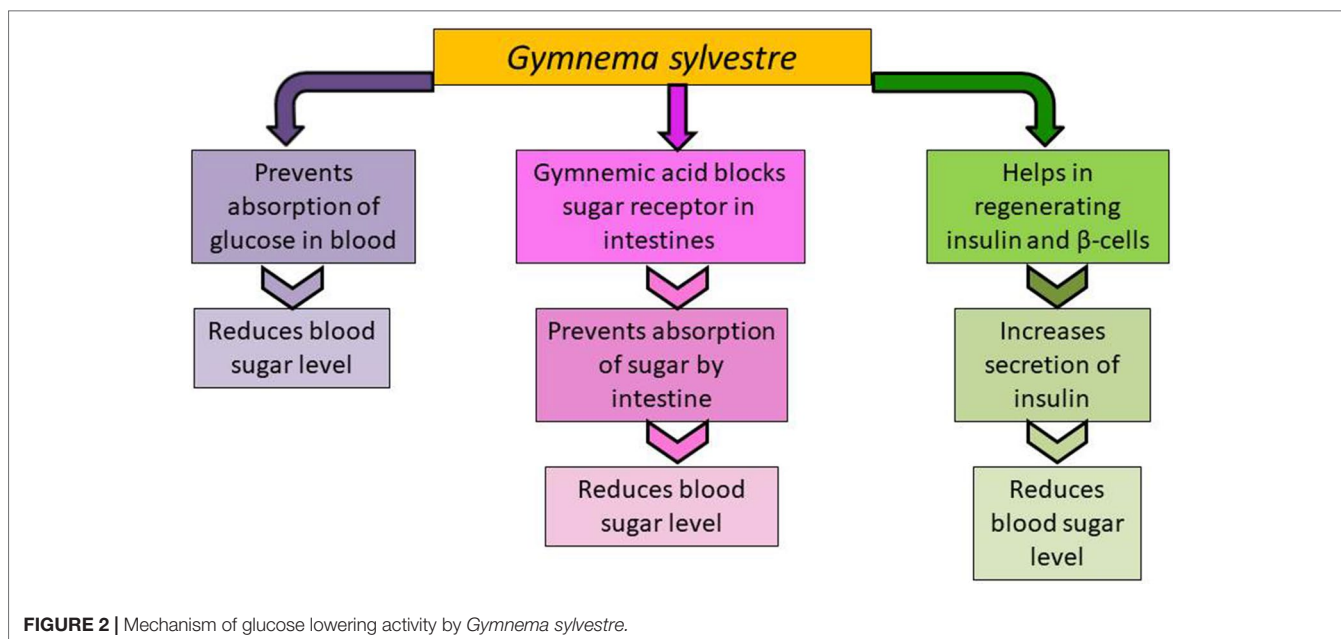 Gymnema sylvestre
Prevents
absorption of
glucose in blood
Reduces blood
sugar level
Gymnemic acid blocks
sugar receptor in
intestines
Prevents absorption
of sugar by
intestine
Reduces blood
sugar level
Helps in
regenerating
insulin and β-cells
Increases
secretion of
insulin
Reduces
blood sugar
level
FIGURE 2 | Mechanism of glucose lowering activity by Gymnema sylvestre.